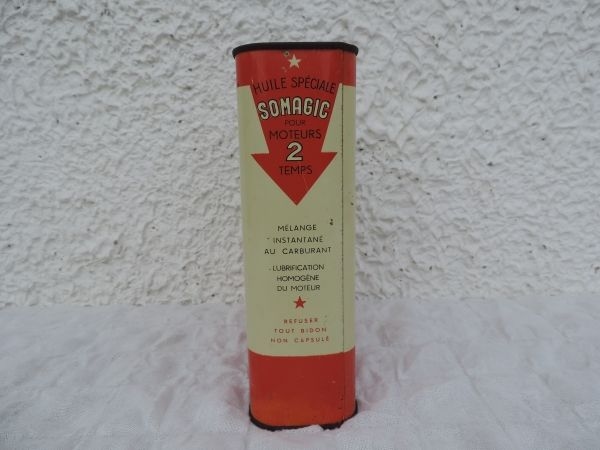 HUILE SPÉCIALE
SOMAGIC
POUR
MOTEURS
2
TEMPS
MÉLANGE
INSTANTANÉ
AU CARBURANT
LUBRIFICATION
HOMOGÈNE
DU MOTEUR
REFUSER
TOUT BIDON
NON CAPSULÉ